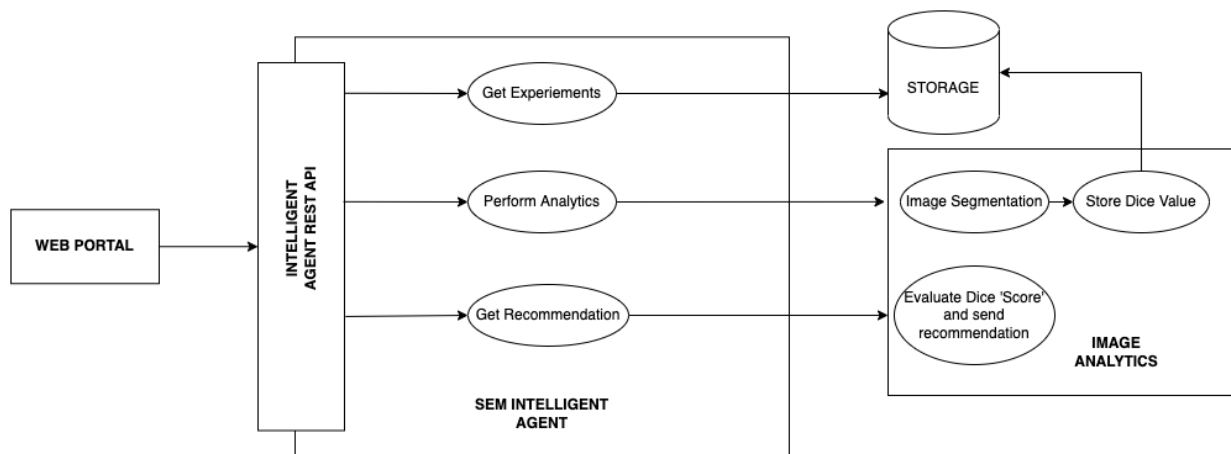 WEB PORTAL
INTELLIGENT
AGENT REST API
Get Experiements
Perform Analytics
Get Recommendation
SEM INTELLIGENT
AGENT
STORAGE
Image Segmentation
Store Dice Value
Evaluate Dice 'Score'
and send
recommendation
IMAGE
ANALYTICS